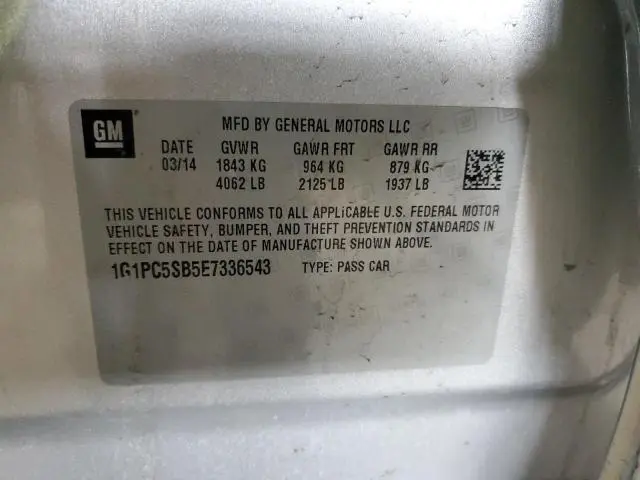 GM
MFD BY GENERAL MOTORS LLC
DATE GVWR GAWR FRT GAWR RR
03/14 1843 KG 964 KG 879 KG
4062 LB 2125 LB 1937 LB
THIS VEHICLE CONFORMS TO ALL APPLICABLE U.S. FEDERAL MOTOR
VEHICLE SAFETY, BUMPER, AND THEFT PREVENTION STANDARDS IN
EFFECT ON THE DATE OF MANUFACTURE SHOWN ABOVE.
1G1PC5SB5E7336543 TYPE: PASS CAR